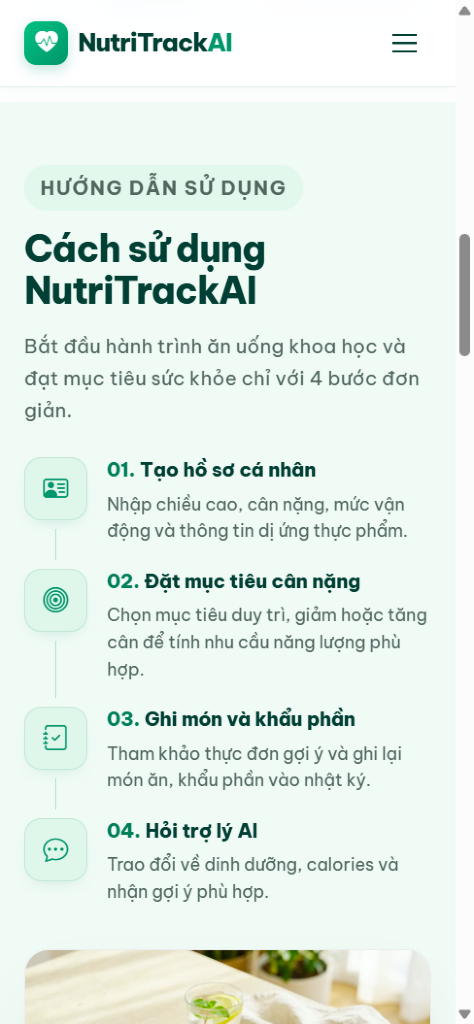 NutriTrackAI
HƯỚNG DẪN SỬ DỤNG
Cách sử dụng
NutriTrackAI
Bắt đầu hành trình ăn uống khoa học và
đạt mục tiêu sức khỏe chỉ với 4 bước đơn
giản.
01. Tạo hồ sơ cá nhân
Nhập chiều cao, cân nặng, mức vận
động và thông tin dị ứng thực phẩm.
02. Đặt mục tiêu cân nặng
Chọn mục tiêu duy trì, giảm hoặc tăng
cân để tính nhu cầu năng lượng phù
hợp.
03. Ghi món và khẩu phần
Tham khảo thực đơn gợi ý và ghi lại
món ăn, khẩu phần vào nhật ký.
04. Hỏi trợ lý AI
Trao đổi về dinh dưỡng, calories và
nhận gợi ý phù hợp.